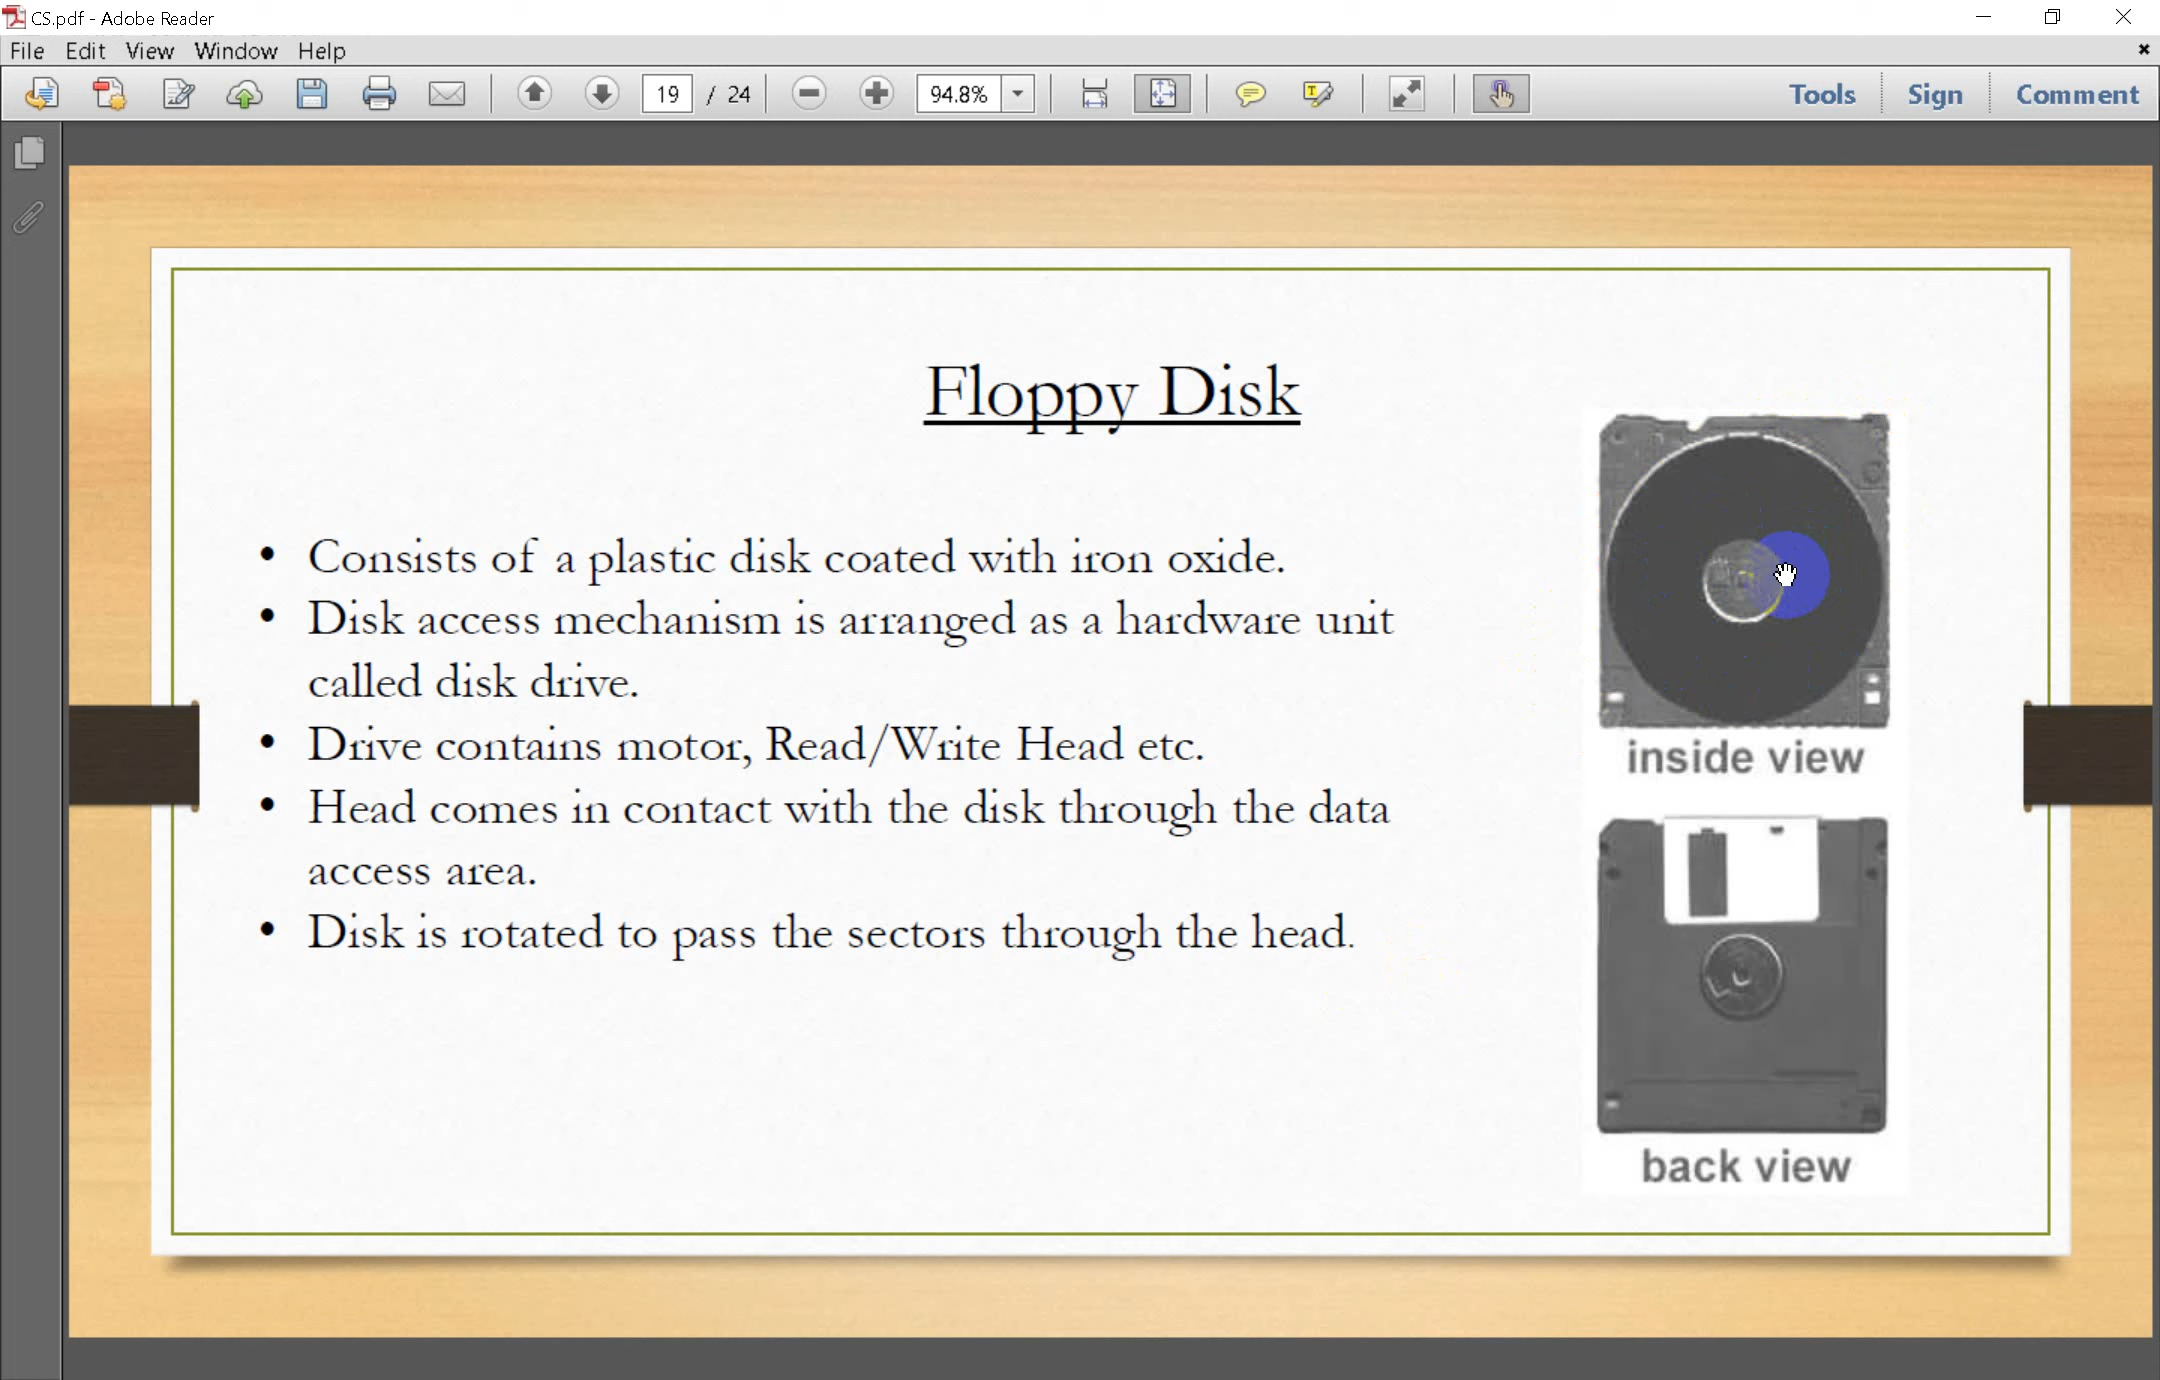 CS.pdf - Adobe Reader
File Edit View Window Help
19 / 24 94.8% Tools Sign Comment
Floppy Disk
• Consists of a plastic disk coated with iron oxide.
• Disk access mechanism is arranged as a hardware unit
called disk drive.
• Drive contains motor, Read/Write Head etc.
• Head comes in contact with the disk through the data
access area.
• Disk is rotated to pass the sectors through the head.
inside view
back view